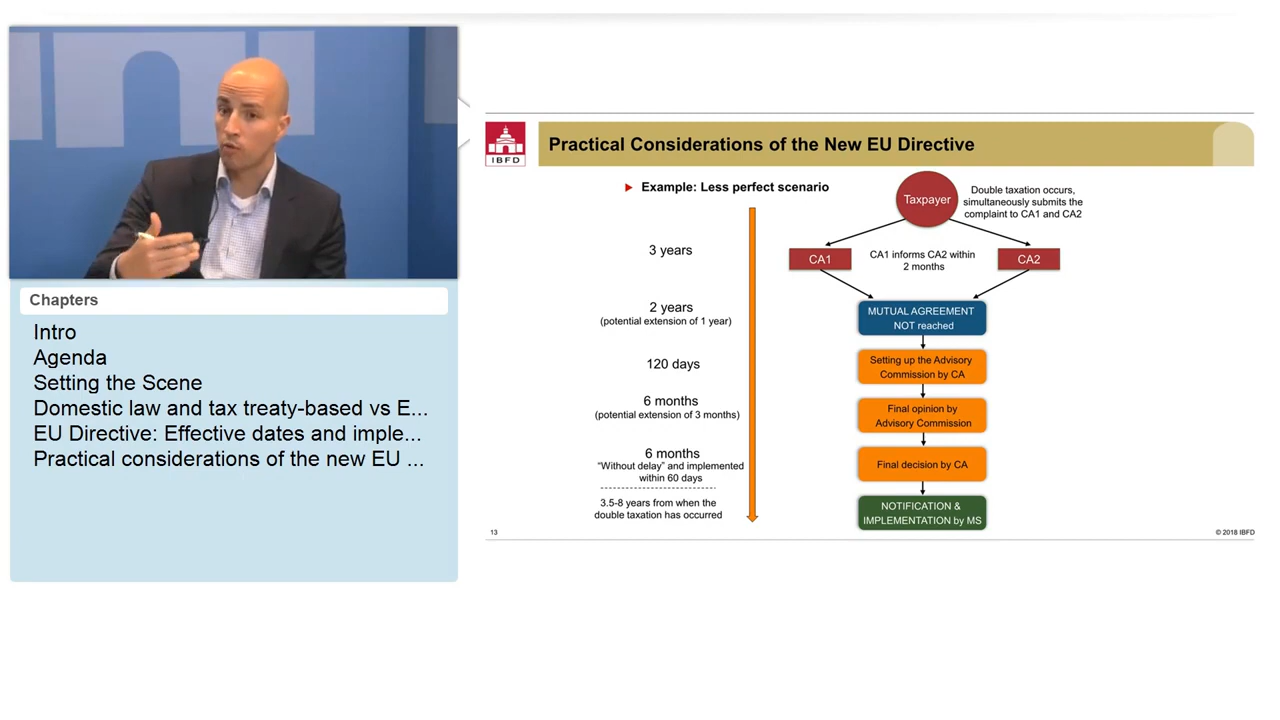 Chapters
Intro
Agenda
Setting the Scene
Domestic law and tax treaty-based vs E...
EU Directive: Effective dates and imple...
Practical considerations of the new EU ...
IBFD
Practical Considerations of the New EU Directive
Example: Less perfect scenario
3 years
2 years
(potential extension of 1 year)
120 days
6 months
(potential extension of 3 months)
6 months
“Without delay” and implemented
within 60 days
3.5-8 years from when the
double taxation has occurred
Taxpayer
Double taxation occurs,
simultaneously submits the
complaint to CA1 and CA2
CA1
CA1 informs CA2 within
2 months
CA2
MUTUAL AGREEMENT
NOT reached
Setting up the Advisory
Commission by CA
Final opinion by
Advisory Commission
Final decision by CA
NOTIFICATION &
IMPLEMENTATION by MS
13
© 2018 IBFD